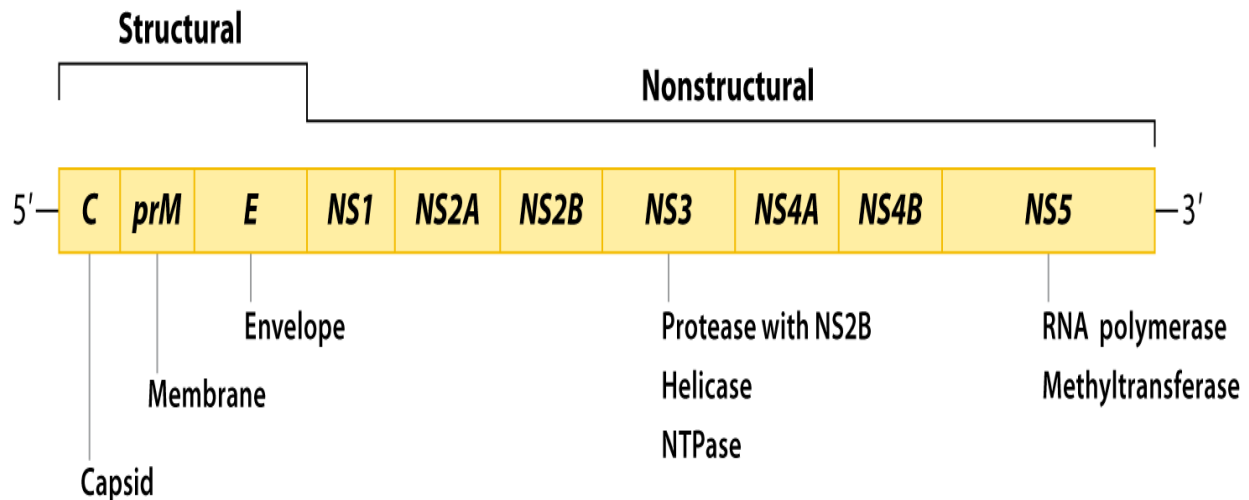 Structural
Nonstructural
5′ C prM E NS1 NS2A NS2B NS3 NS4A NS4B NS5 3′
Envelope
Membrane
Capsid
Protease with NS2B
Helicase
NTPase
RNA polymerase
Methyltransferase